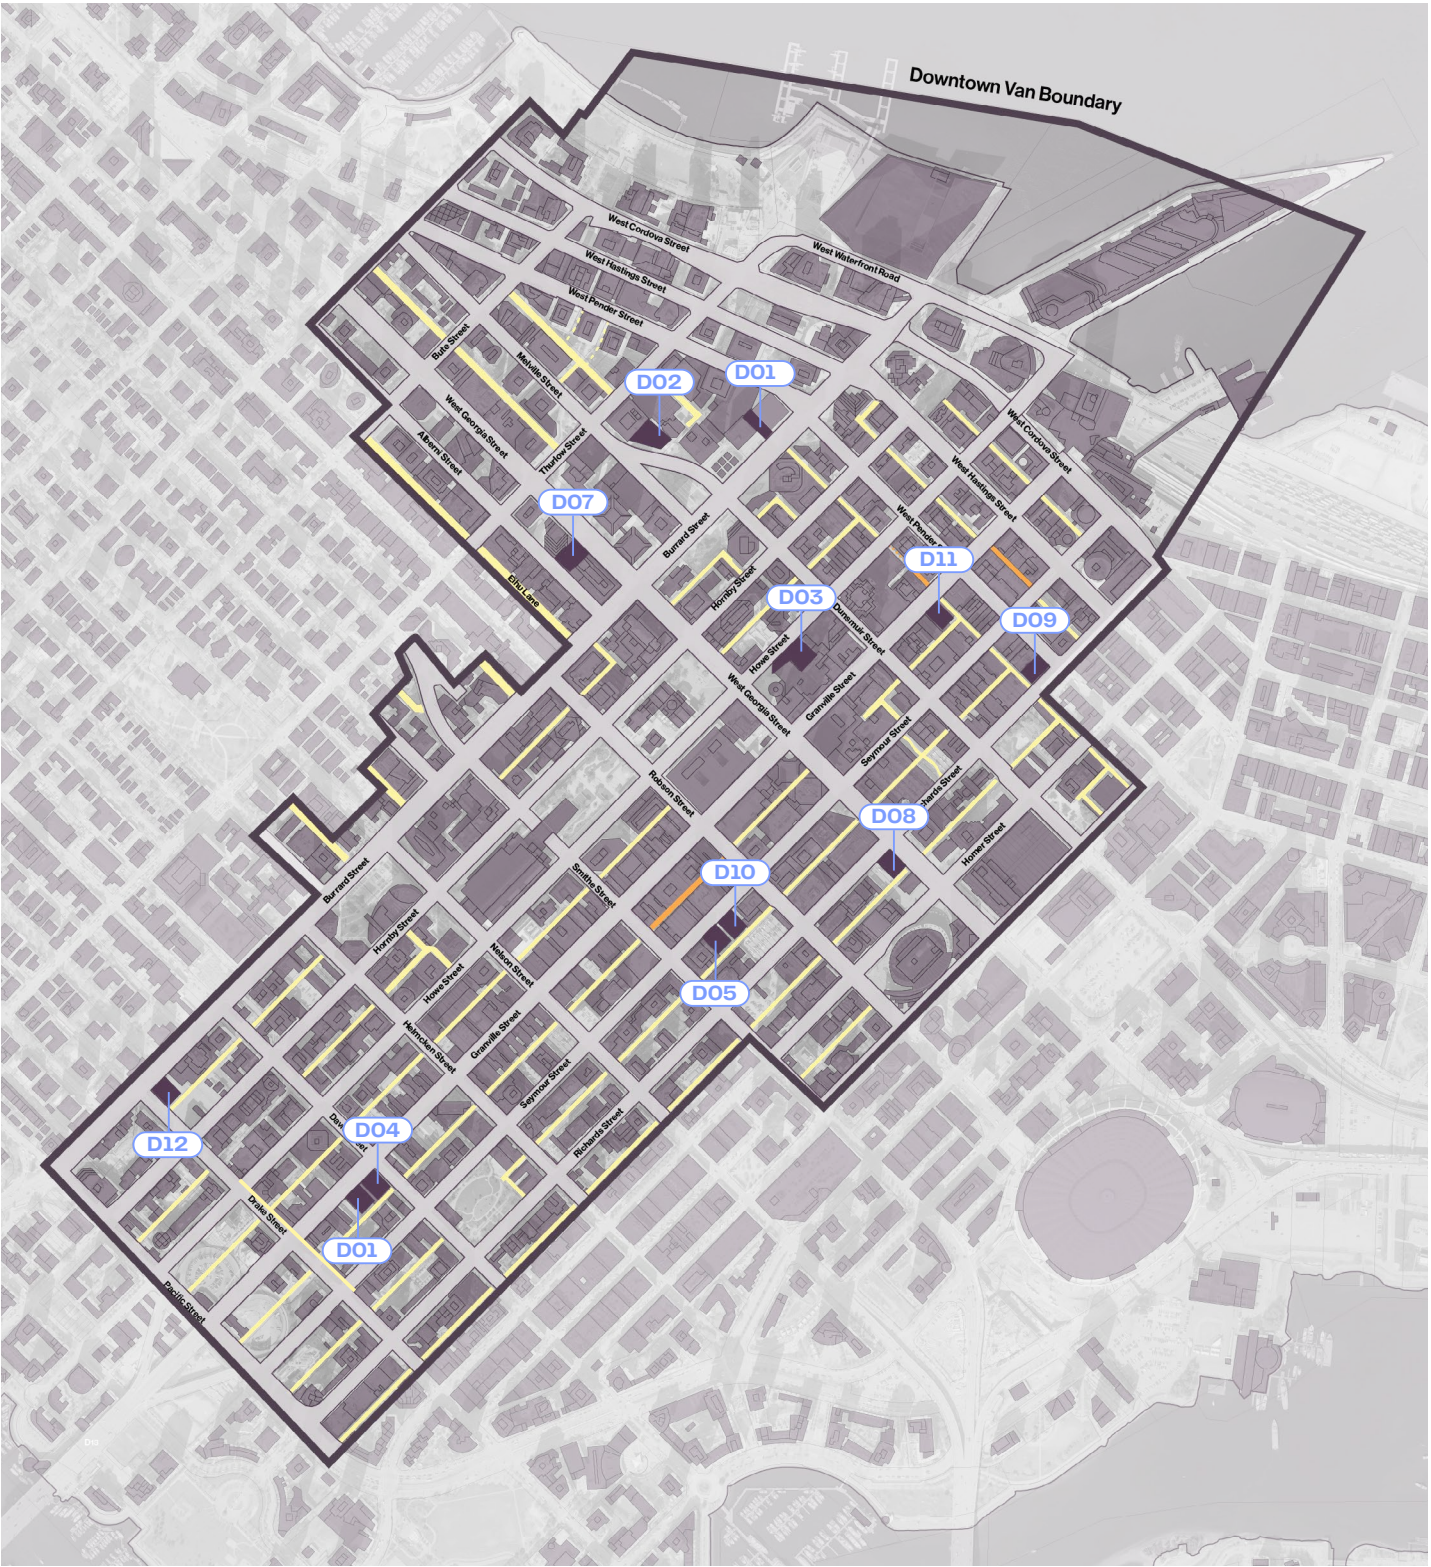 Downtown Van Boundary
West Cordova Street
West Waterfront Road
West Hastings Street
West Pender Street
Bute Street
Melville Street
D02
D01
West Georgia Street
Alberni Street
Thurlow Street
West Cordova Street
West Hastings Street
D07
Burrard Street
West Pender
D11
Eihu Lane
Hornby Street
D03
Dunsmuir Street
D09
Howe Street
West Georgia Street
Granville Street
Seymour Street
Robson Street
chards Street
D08
Homer Street
Burrard Street
Smithe Street
D10
Hornby Street
Nelson Street
Howe Street
D05
Helmcken Street
Granville Street
Seymour Street
D12
D04
Richards Street
Drake Street
D01
Pacific Street